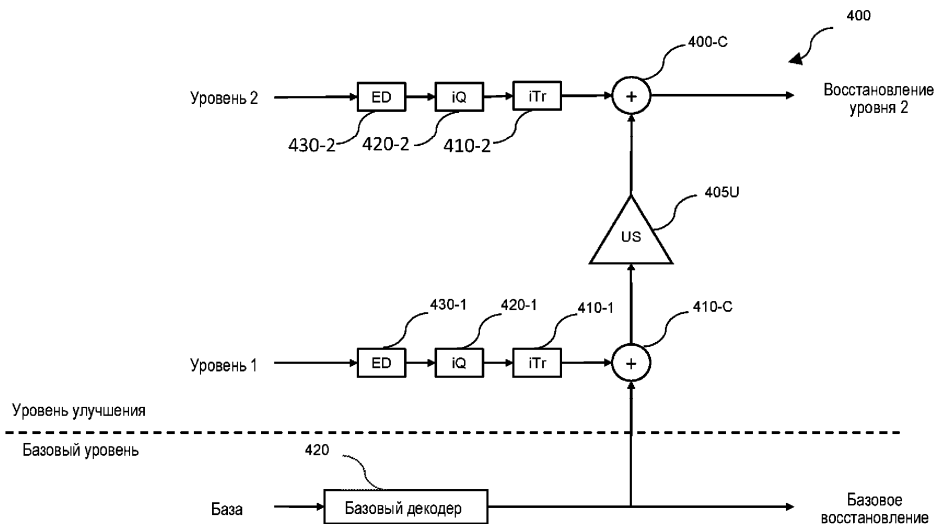 400
400-C
Уровень 2
ED
iQ
iTr
+
Восстановление
уровня 2
430-2
420-2
410-2
405U
US
430-1
420-1
410-1
410-C
Уровень 1
ED
iQ
iTr
+
Уровень улучшения
Базовый уровень
420
База
Базовый декодер
Базовое
восстановление